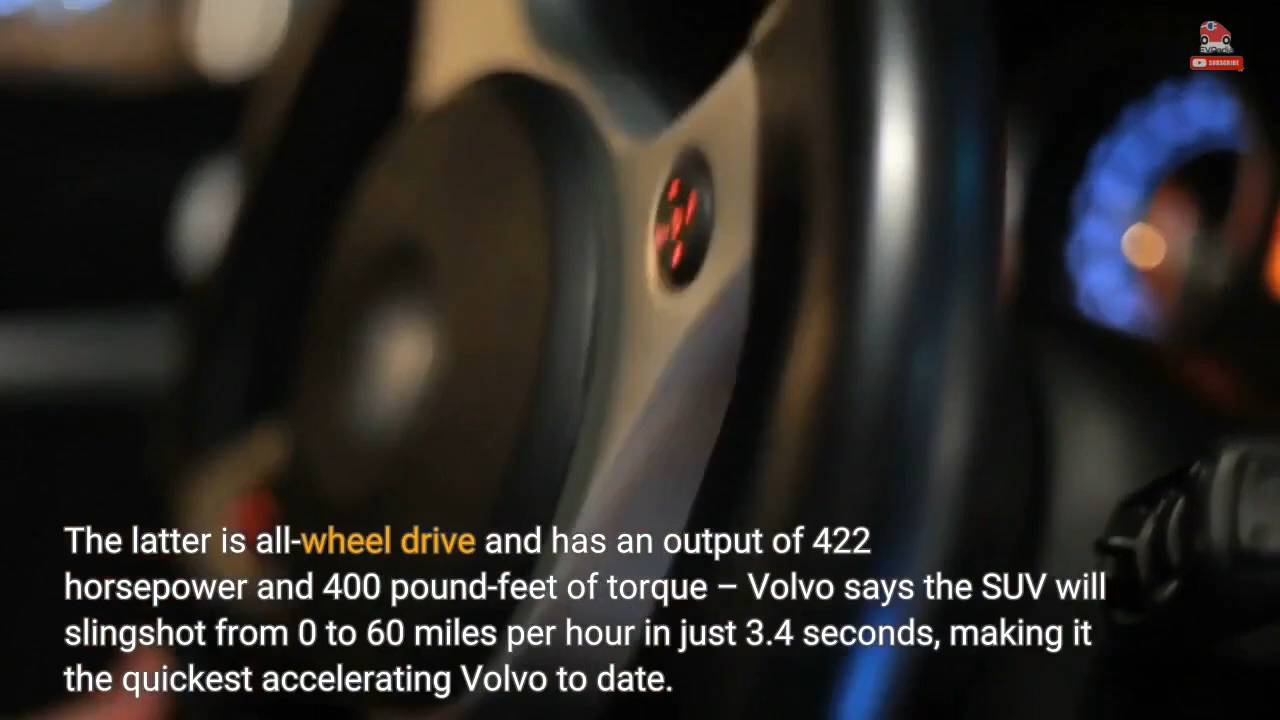 SUBSCRIBE
The latter is all-wheel drive and has an output of 422
horsepower and 400 pound-feet of torque – Volvo says the SUV will
slingshot from 0 to 60 miles per hour in just 3.4 seconds, making it
the quickest accelerating Volvo to date.